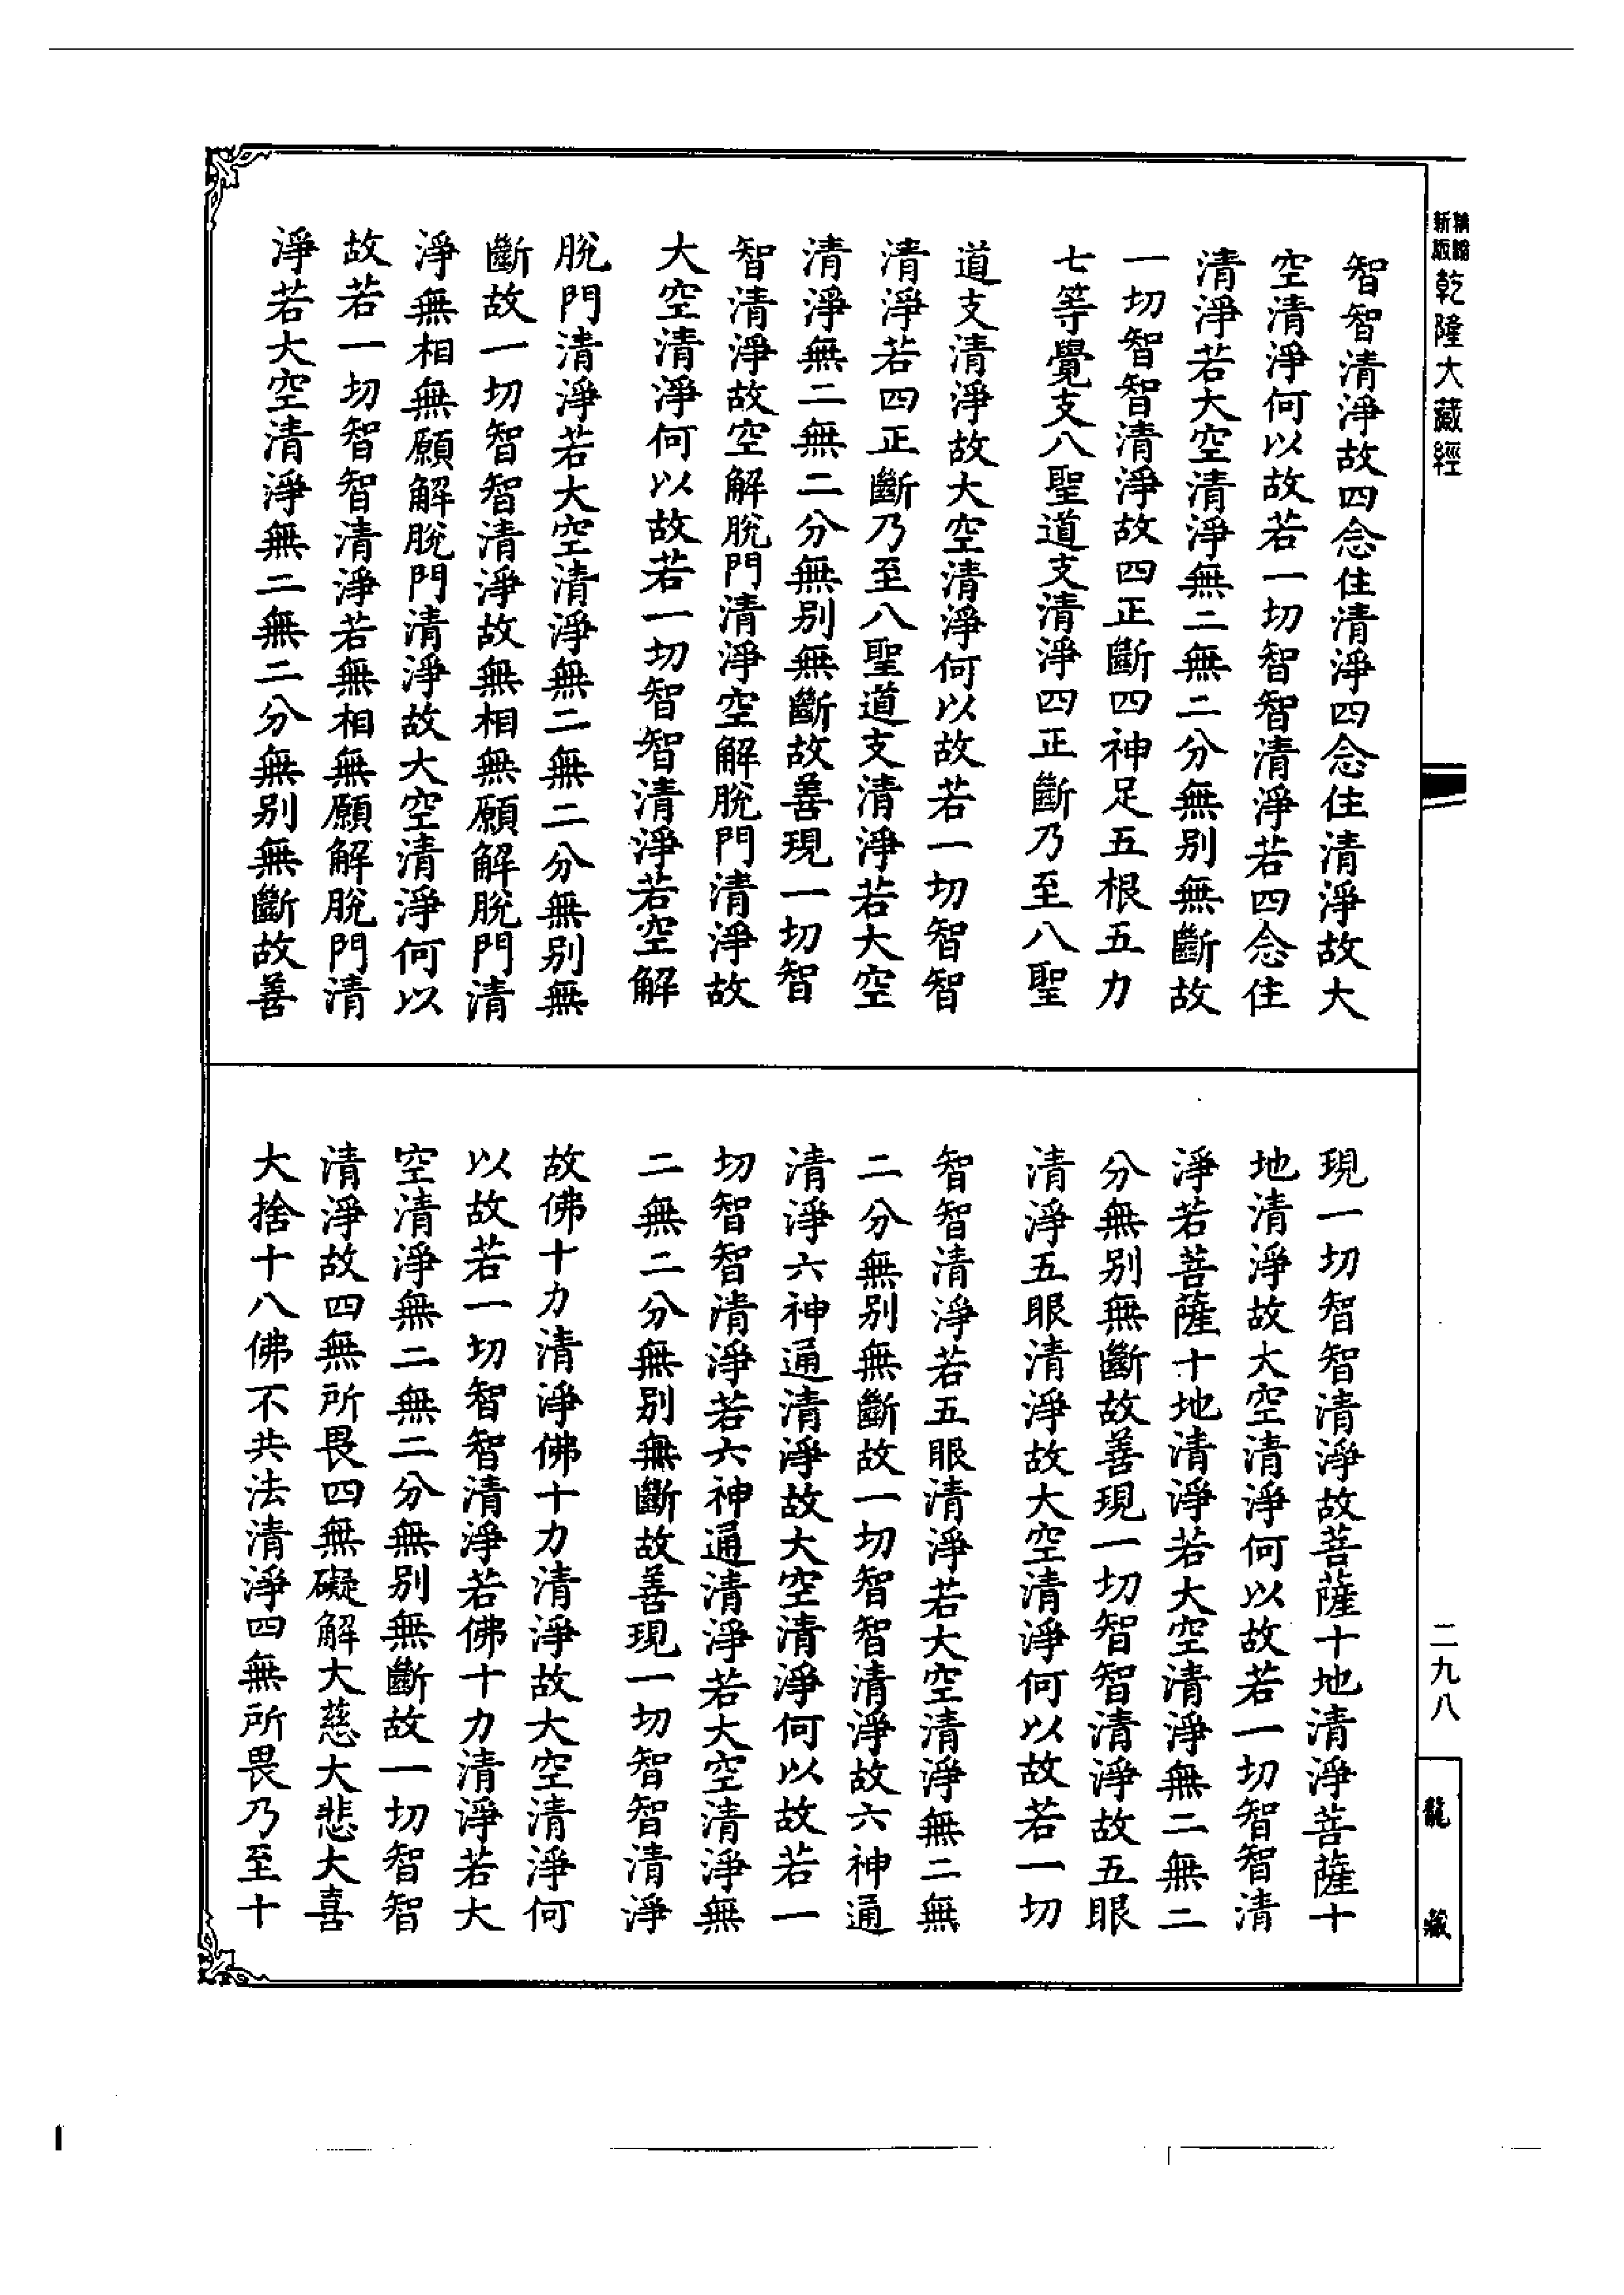 新版
乾隆大藏經
智智清淨故四念住清淨四念住清淨故大
空清淨何以故若一切智智清淨若四念住
清淨若大空清淨無二無二分無別無斷故
一切智智清淨故四正斷四神足五根五力
七等覺支八聖道支清淨四正斷乃至八聖
道支清淨故大空清淨何以故若一切智智
清淨若四正斷乃至八聖道支清淨若大空
清淨無二無二分無別無斷故善現一切智
智清淨故空解脫門清淨空解脫門清淨故
大空清淨何以故若一切智智清淨若空解
脫門清淨若大空清淨無二無二分無別無
斷故一切智智清淨故無相無願解脫門清
淨無相無願解脫門清淨故大空清淨何以
故若一切智智清淨若無相無願解脫門清
淨若大空清淨無二無二分無別無斷故善
現一切智智清淨故菩薩十地清淨菩薩十
地清淨故大空清淨何以故若一切智智清
淨若菩薩十地清淨若大空清淨無二無二
分無別無斷故善現一切智智清淨故五眼
清淨五眼清淨故大空清淨何以故若一切
智智清淨若五眼清淨若大空清淨無二無
二分無別無斷故一切智智清淨故六神通
清淨六神通清淨故大空清淨何以故若一
切智智清淨若六神通清淨若大空清淨無
二無二分無別無斷故善現一切智智清淨
故佛十力清淨佛十力清淨故大空清淨何
以故若一切智智清淨若佛十力清淨若大
空清淨無二無二分無別無斷故一切智智
清淨故四無所畏四無礙解大慈大悲大喜
大捨十八佛不共法清淨四無所畏乃至十
二九八
龍藏